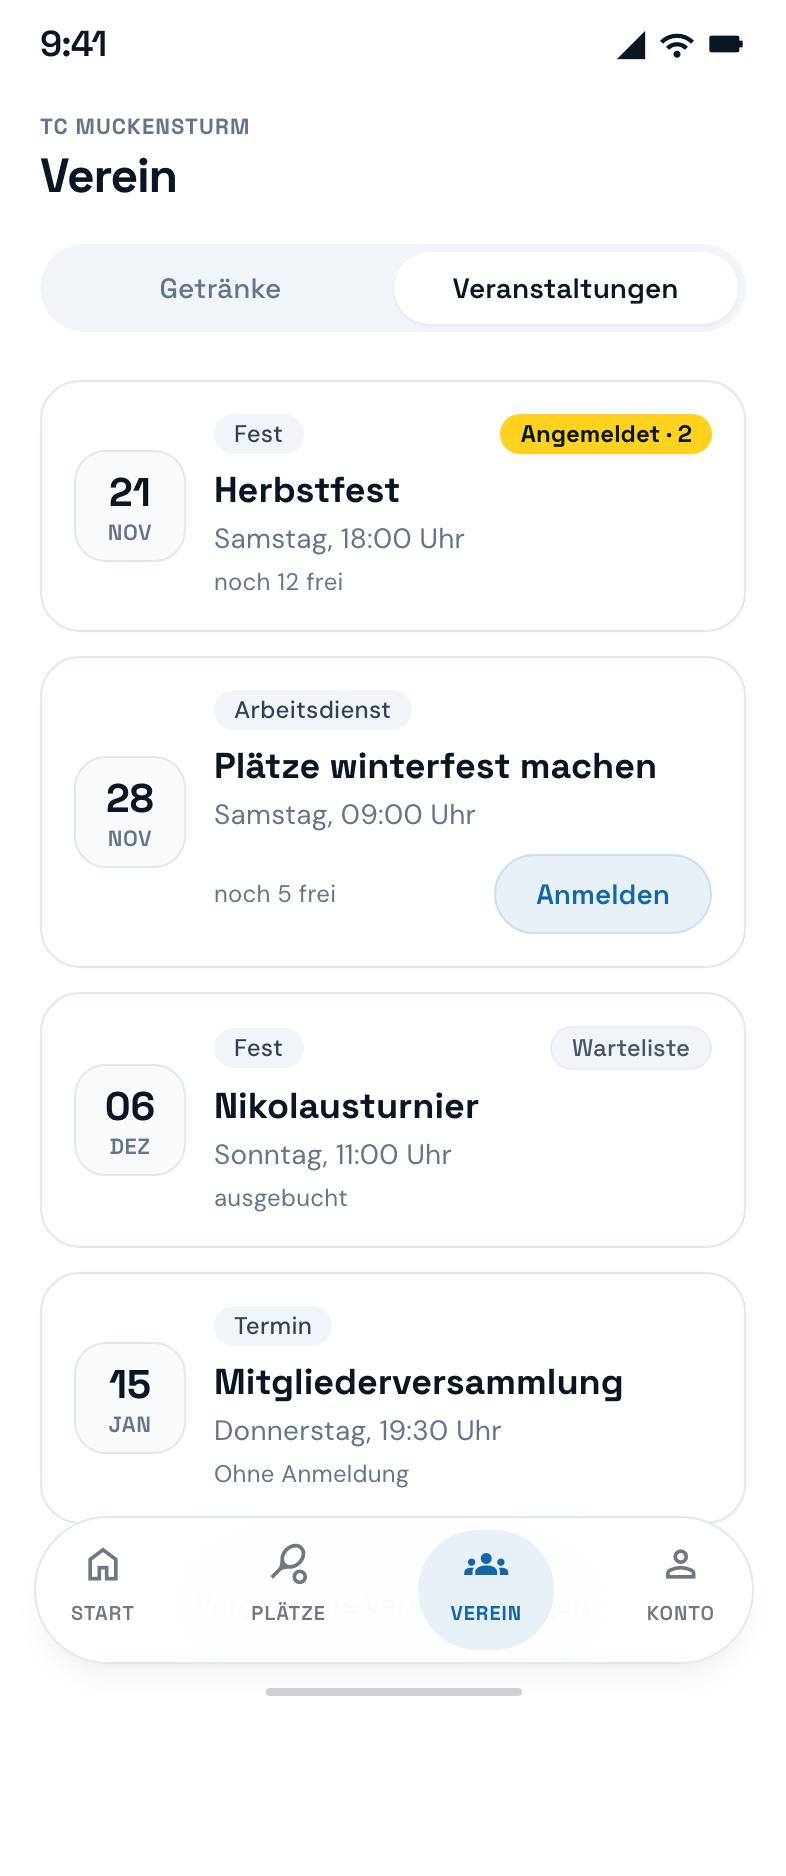 9:41
TC MUCKENSTURM
Verein
Getränke
Veranstaltungen
Fest
Angemeldet · 2
21
NOV
Herbstfest
Samstag, 18:00 Uhr
noch 12 frei
Arbeitsdienst
28
NOV
Plätze winterfest machen
Samstag, 09:00 Uhr
noch 5 frei
Anmelden
Fest
Warteliste
06
DEZ
Nikolausturnier
Sonntag, 11:00 Uhr
ausgebucht
Termin
15
JAN
Mitgliederversammlung
Donnerstag, 19:30 Uhr
Ohne Anmeldung
START
PLÄTZE
VEREIN
KONTO